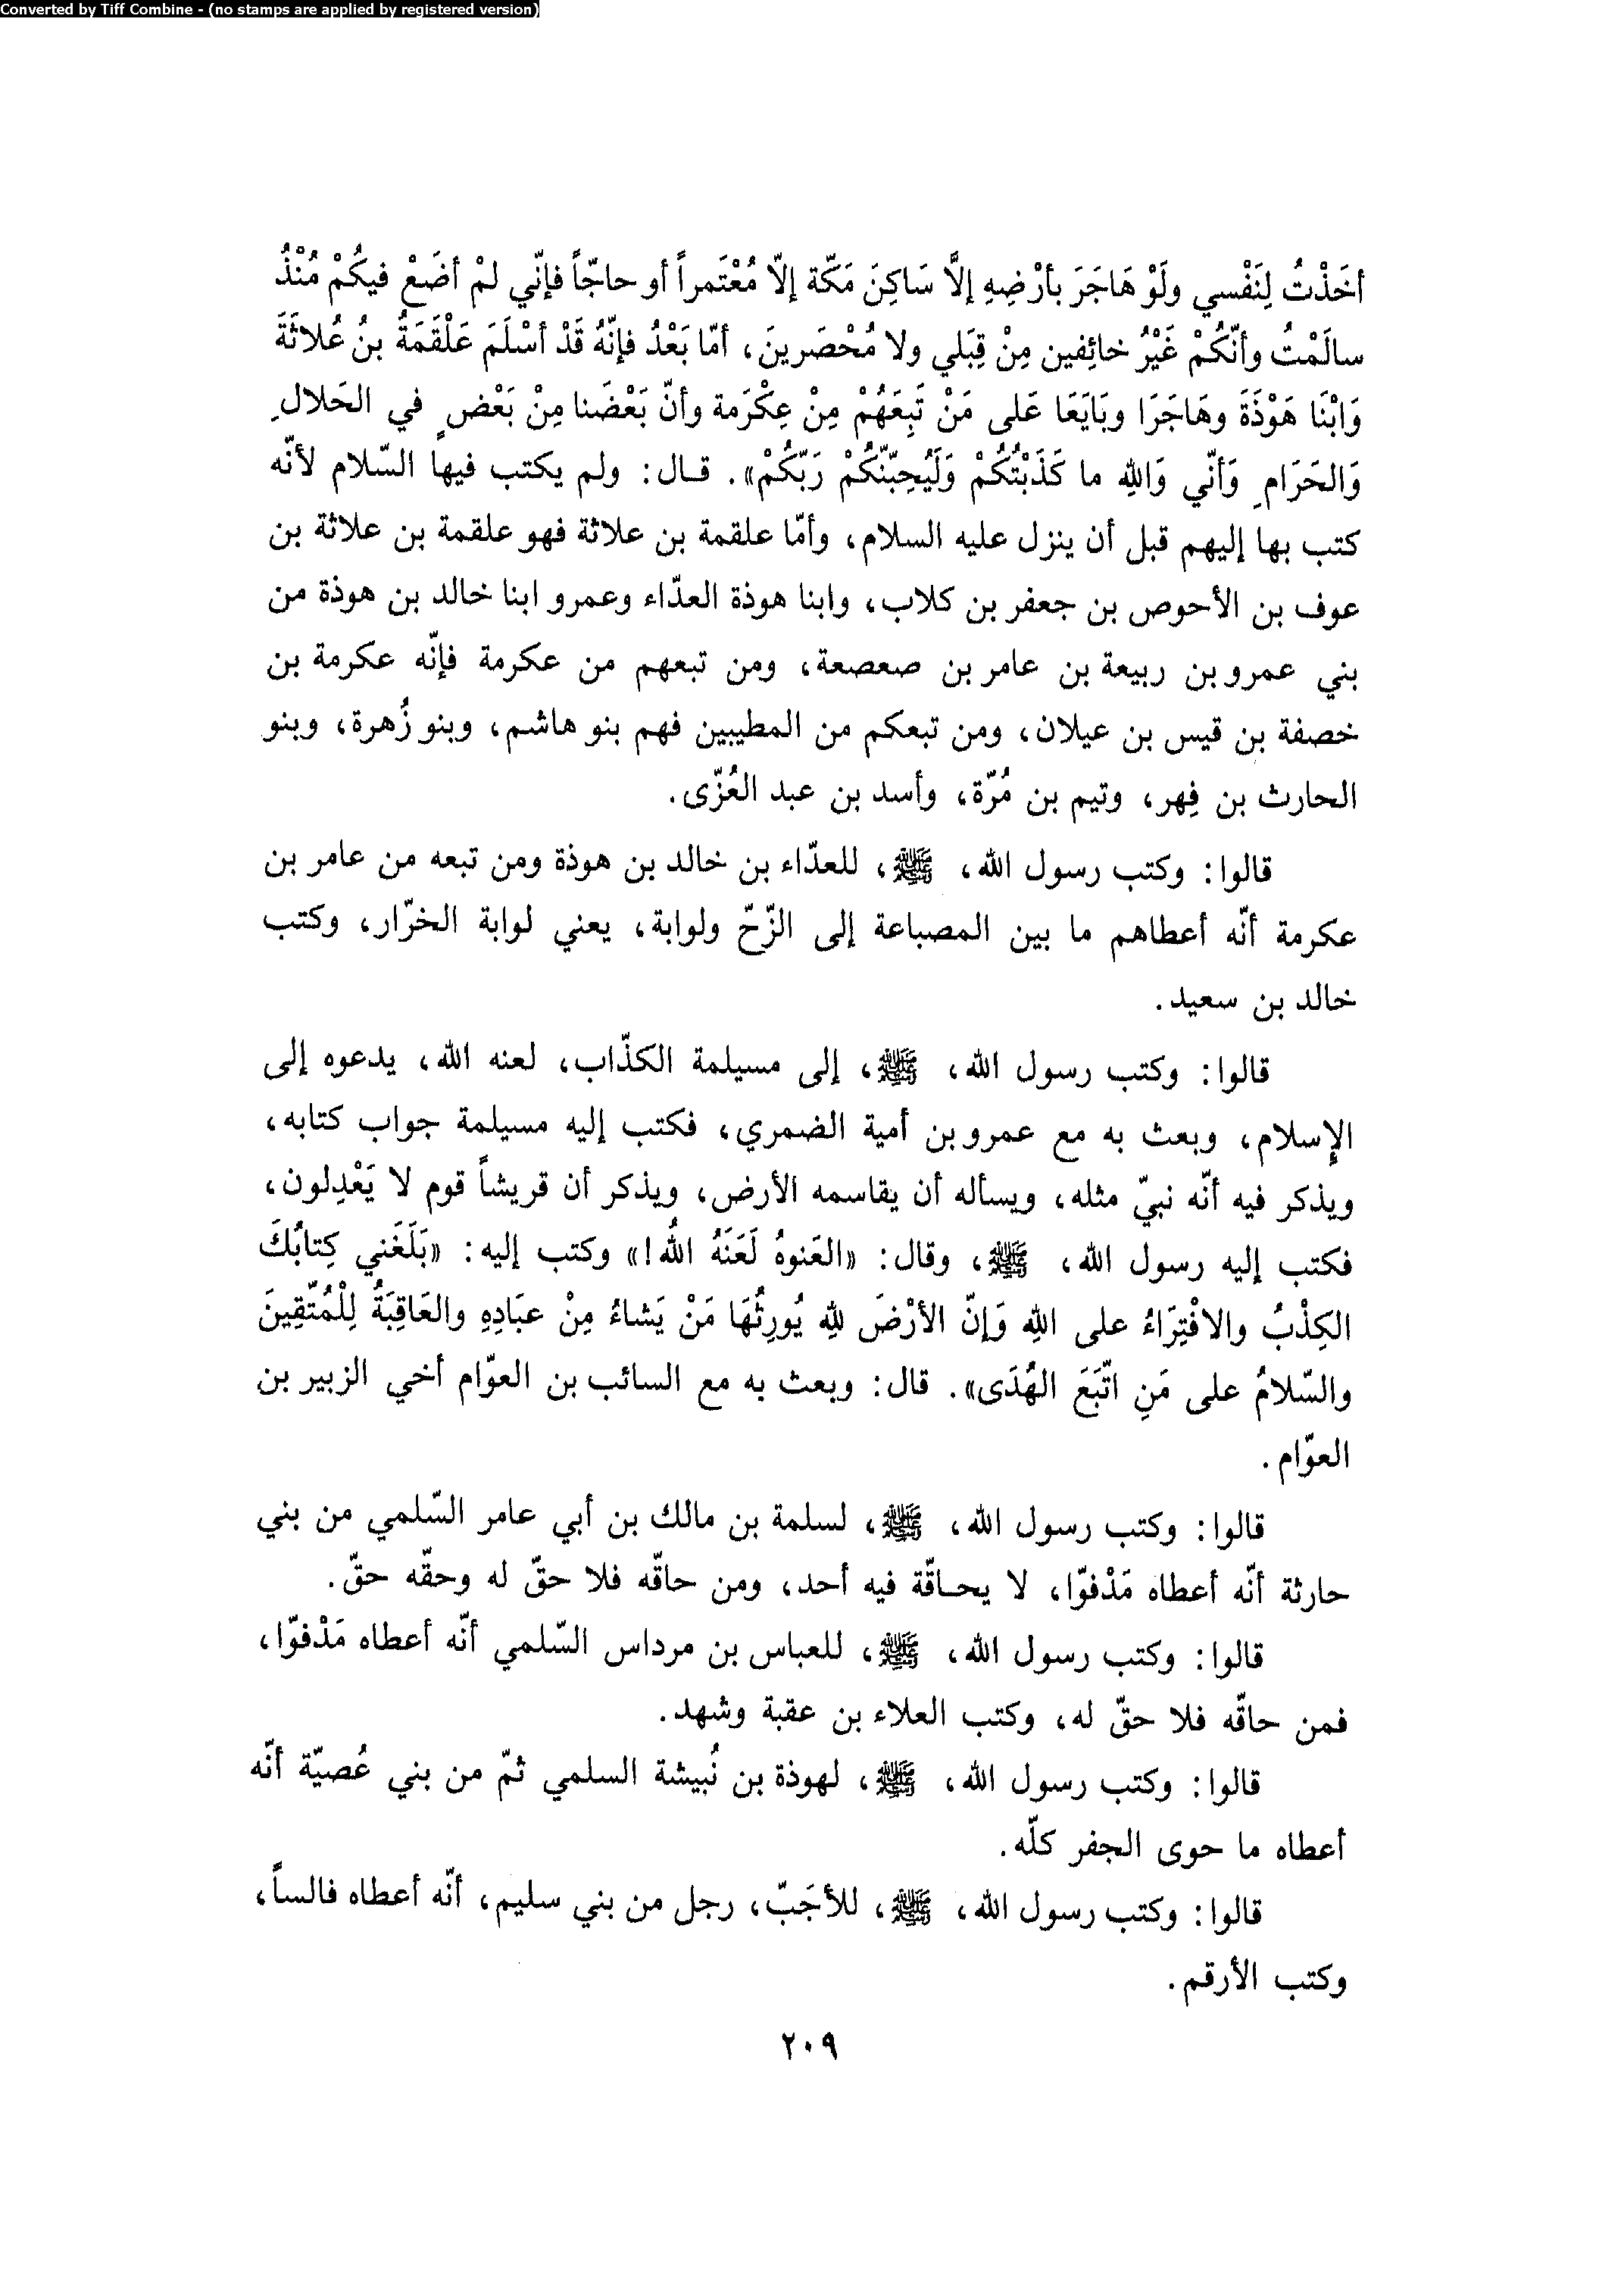 Converted by Tiff Combine - (no stamps are applied by registered version)
أخَذْتُ لِنَفْسي ولَوْ هَاجَرَ بأرْضِهِ إلَّا سَاكِنَ مَكّة إلّا مُعْتَمراً أو حاجّاً فإنّي لمْ أضَعْ فيكُمْ مُنْذُ
سالَمْتُ وأنّكُمْ غَيْرُ خائِفين مِنْ قِبَلي ولا مُحْصَرينَ، أمّا بَعْدُ فإنّهُ قَدْ أسْلَمَ عَلْقَمَةُ بنُ عُلاثَةَ
وَابْنَا هَوْذَةَ وهَاجَرَا وبَايَعَا عَلى مَنْ تَبِعَهُمْ مِنْ عِكْرَمة وأنّ بَعْضَنا مِنْ بَعْضٍ في الحَلالِ
وَالحَرَامِ وَأنّي وَاللهِ ما كَذَبْتُكُمْ وَلَيُحِبّنّكُمْ رَبّكُمْ». قال: ولم يكتب فيها السّلام لأنّه
كتب بها إليهم قبل أن ينزل عليه السلام، وأمّا علقمة بن علاثة فهو علقمة بن علاثة بن
عوف بن الأحوص بن جعفر بن كلاب، وابنا هوذة العدّاء وعمرو ابنا خالد بن هوذة من
بني عمرو بن ربيعة بن عامر بن صعصعة، ومن تبعهم من عكرمة فإنّه عكرمة بن
خصفة بن قيس بن عيلان، ومن تبعكم من المطيبين فهم بنو هاشم، وبنو زُهرة، وبنو
الحارث بن فِهر، وتيم بن مُرّة، وأسد بن عبد العُزّى.
قالوا: وكتب رسول الله، ﷺ، للعدّاء بن خالد بن هوذة ومن تبعه من عامر بن
عكرمة أنّه أعطاهم ما بين المصباعة إلى الزّحّ ولوابة، يعني لوابة الخرّار، وكتب
خالد بن سعيد.
قالوا: وكتب رسول الله، ﷺ، إلى مسيلمة الكذّاب، لعنه الله، يدعوه إلى
الإسلام، وبعث به مع عمرو بن أمية الضمري، فكتب إليه مسيلمة جواب كتابه،
ويذكر فيه أنّه نبيّ مثله، ويسأله أن يقاسمه الأرض، ويذكر أن قريشاً قوم لا يَعْدِلون،
فكتب إليه رسول الله، ﷺ، وقال: «العَنوهُ لَعَنَهُ اللهُ!» وكتب إليه: «بَلَغَني كِتابُكَ
الكِذْبُ والافْتِرَاءُ على اللهِ وَإنّ الأرْضَ للهِ يُورِثُهَا مَنْ يَشاءُ مِنْ عبَادِهِ والعَاقِبَةُ لِلْمُتّقِينَ
والسّلامُ على مَنِ اتّبَعَ الهُدَى». قال: وبعث به مع السائب بن العوّام أخي الزبير بن
العوّام.
قالوا: وكتب رسول الله، ﷺ، لسلمة بن مالك بن أبي عامر السّلمي من بني
حارثة أنّه أعطاه مَدْفوّا، لا يحاقّة فيه أحد، ومن حاقّه فلا حقّ له وحقّه حقّ.
قالوا: وكتب رسول الله، ﷺ، للعباس بن مرداس السّلمي أنّه أعطاه مَدْفوّا،
فمن حاقّه فلا حقّ له، وكتب العلاء بن عقبة وشهد.
قالوا: وكتب رسول الله، ﷺ، لهوذة بن نُبيشة السلمي ثمّ من بني عُصيّة أنّه
أعطاه ما حوى الجفر كلّه.
قالوا: وكتب رسول الله، ﷺ، للأجَبّ، رجل من بني سليم، أنّه أعطاه فالساً،
وكتب الأرقم.
٢٠٩